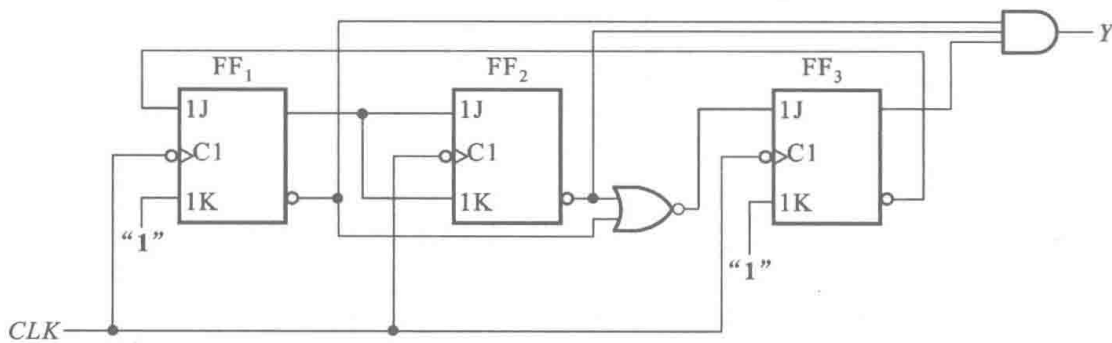 Y
FF₁ FF₂ FF₃
1J 1J 1J
C1 C1 C1
1K 1K 1K
“1” “1”
CLK